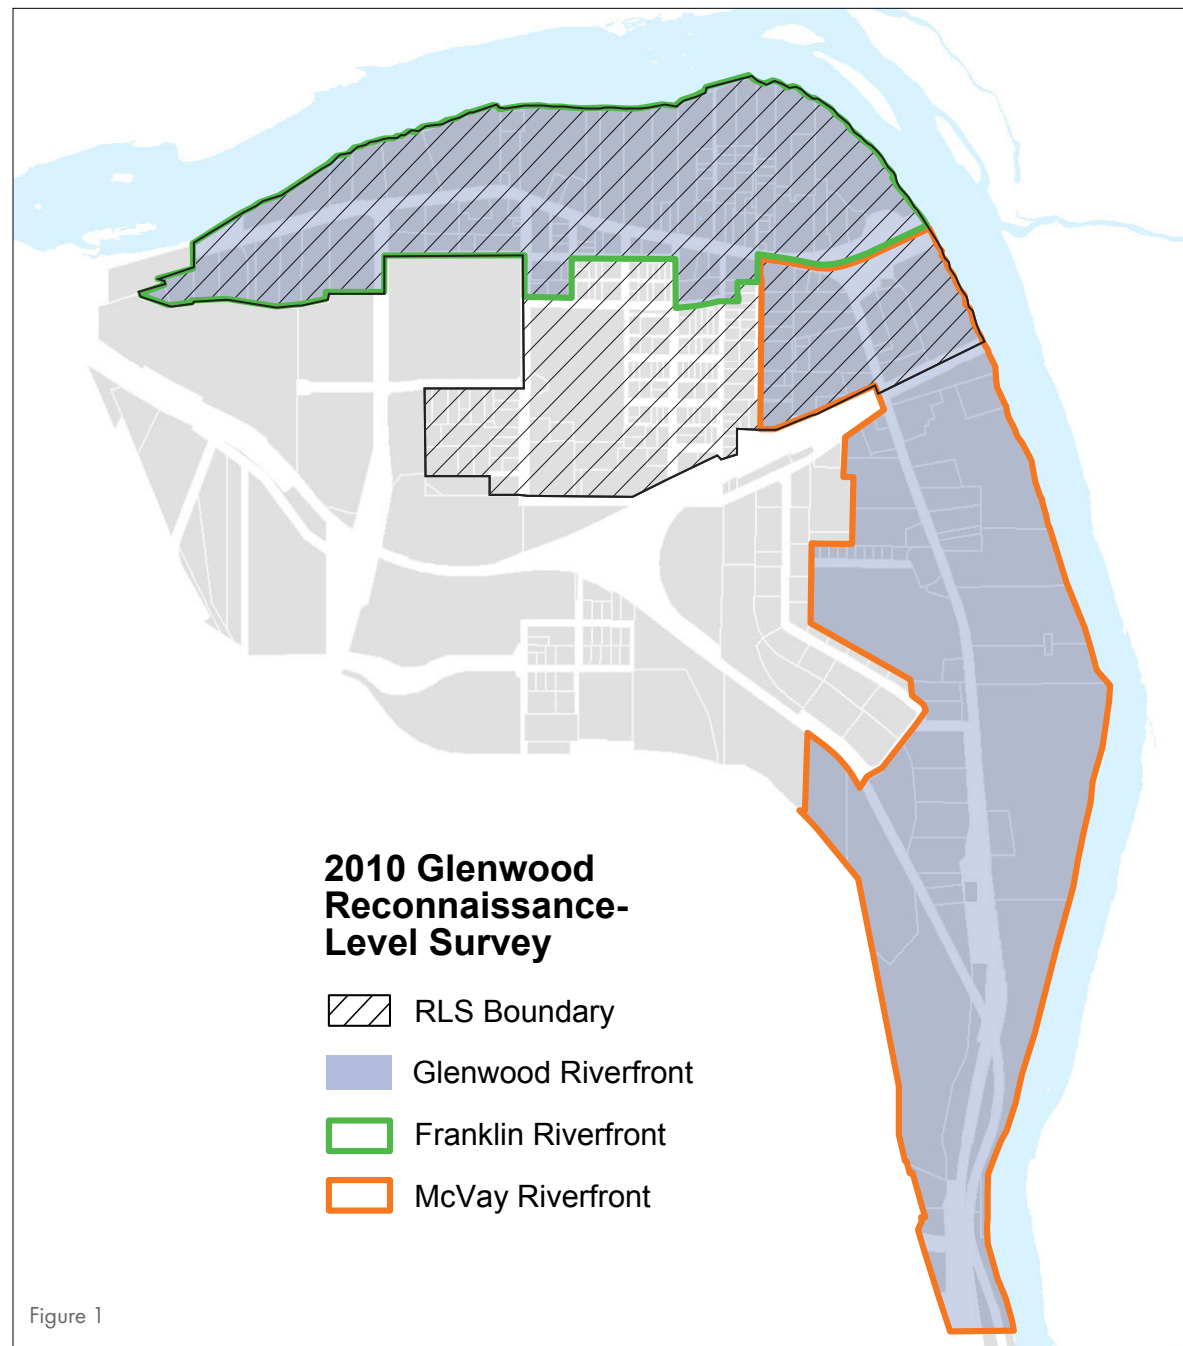 2010 Glenwood
Reconnaissance-
Level Survey
RLS Boundary
Glenwood Riverfront
Franklin Riverfront
McVay Riverfront
Figure 1